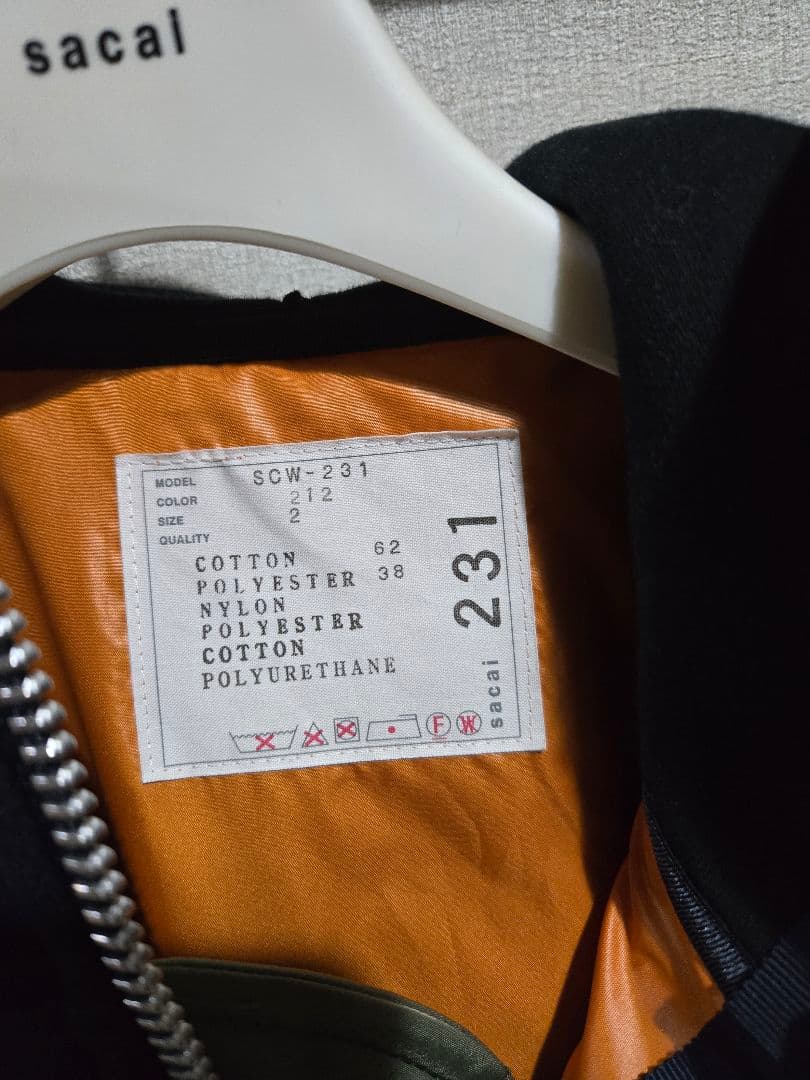 sacai
MODEL SCW-231
COLOR 212
SIZE 2
QUALITY
COTTON 62
POLYESTER 38
NYLON
POLYESTER
COTTON
POLYURETHANE
F W
sacai 231